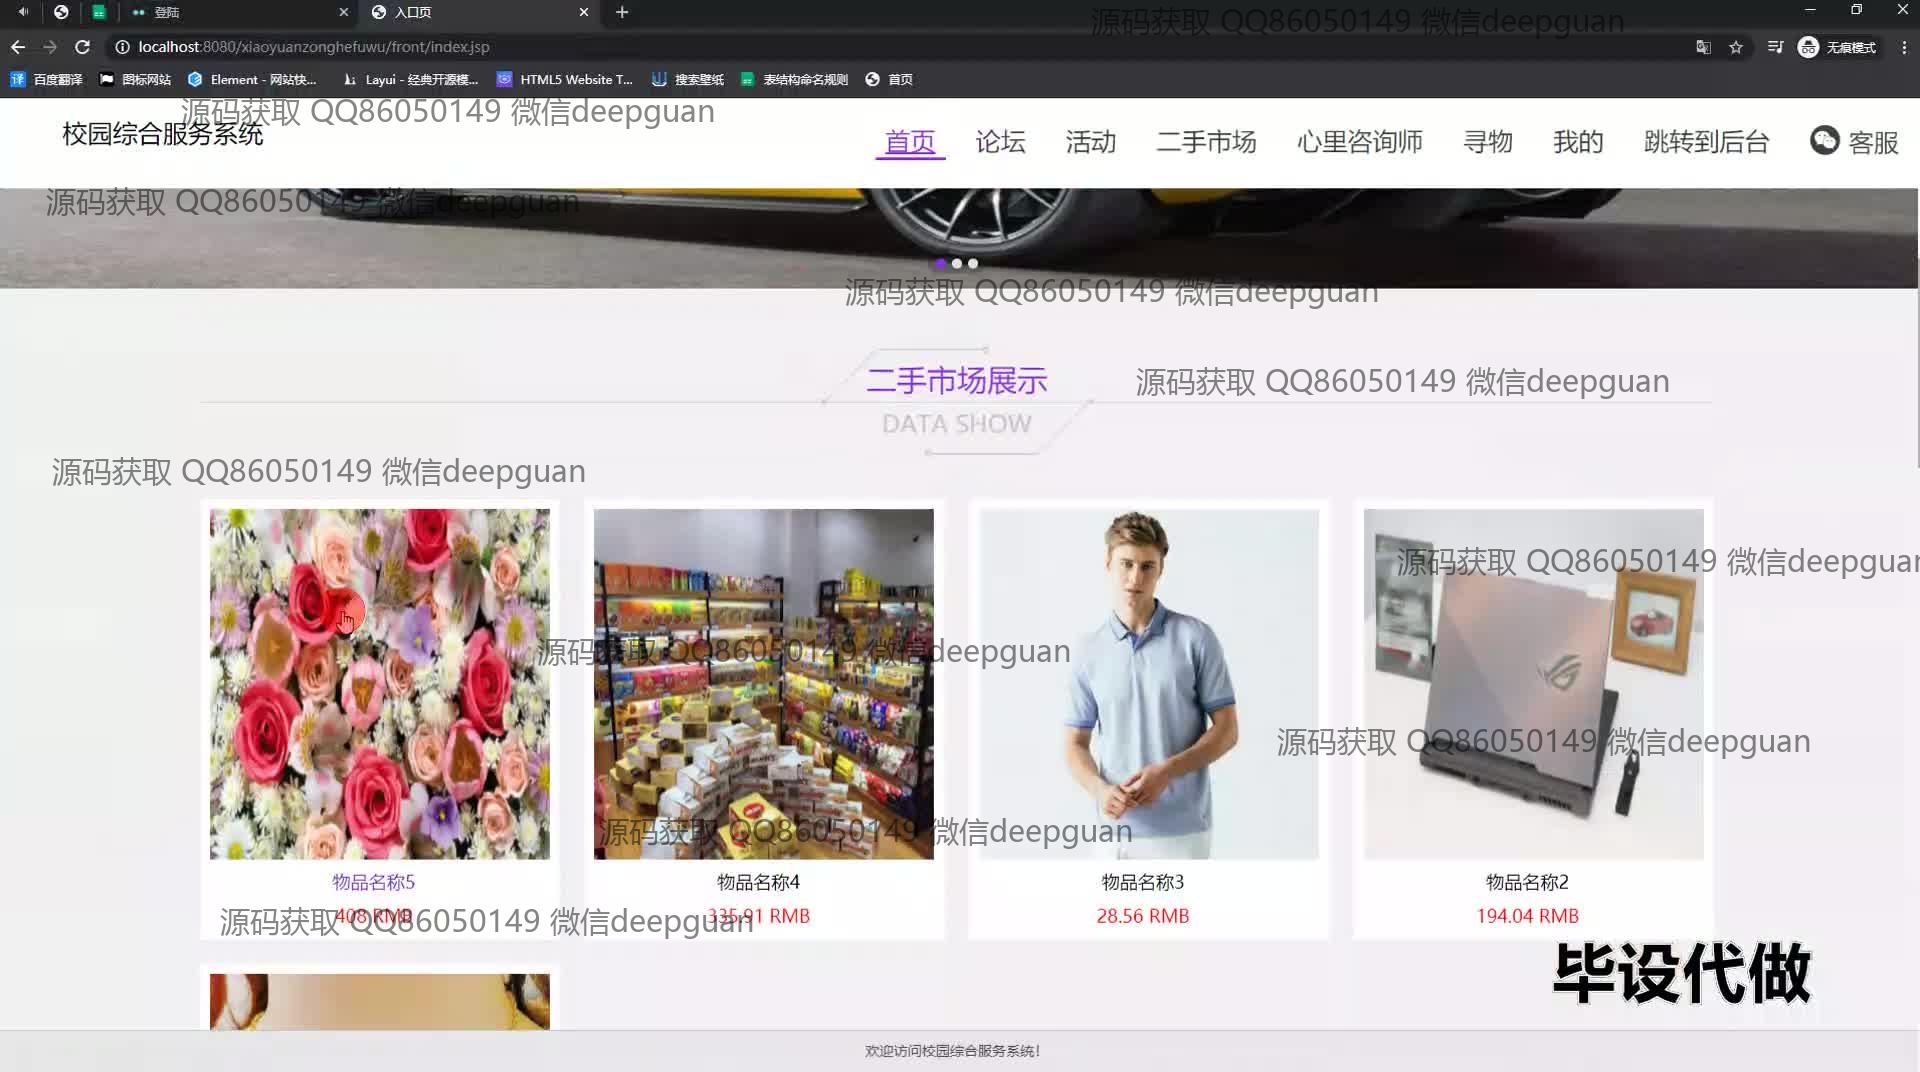 登陆
入口页
localhost:8080/xiaoyuanzonghefuwu/front/index.jsp
无痕模式
百度翻译
图标网站
Element - 网站快...
Layui - 经典开源模...
HTML5 Website T...
搜索壁纸
表结构命名规则
首页
源码获取 QQ86050149 微信deepguan
源码获取 QQ86050149 微信deepguan
校园综合服务系统
首页
论坛
活动
二手市场
心里咨询师
寻物
我的
跳转到后台
客服
源码获取 QQ86050149 微信deepguan
源码获取 QQ86050149 微信deepguan
二手市场展示
源码获取 QQ86050149 微信deepguan
DATA SHOW
源码获取 QQ86050149 微信deepguan
源码获取 QQ86050149 微信deepguan
源码获取 QQ86050149 微信deepguan
源码获取 QQ86050149 微信deepguan
源码获取 QQ86050149 微信deepguan
物品名称5
物品名称4
物品名称3
物品名称2
408 RMB
335.91 RMB
28.56 RMB
194.04 RMB
源码获取 QQ86050149 微信deepguan
毕设代做
欢迎访问校园综合服务系统!